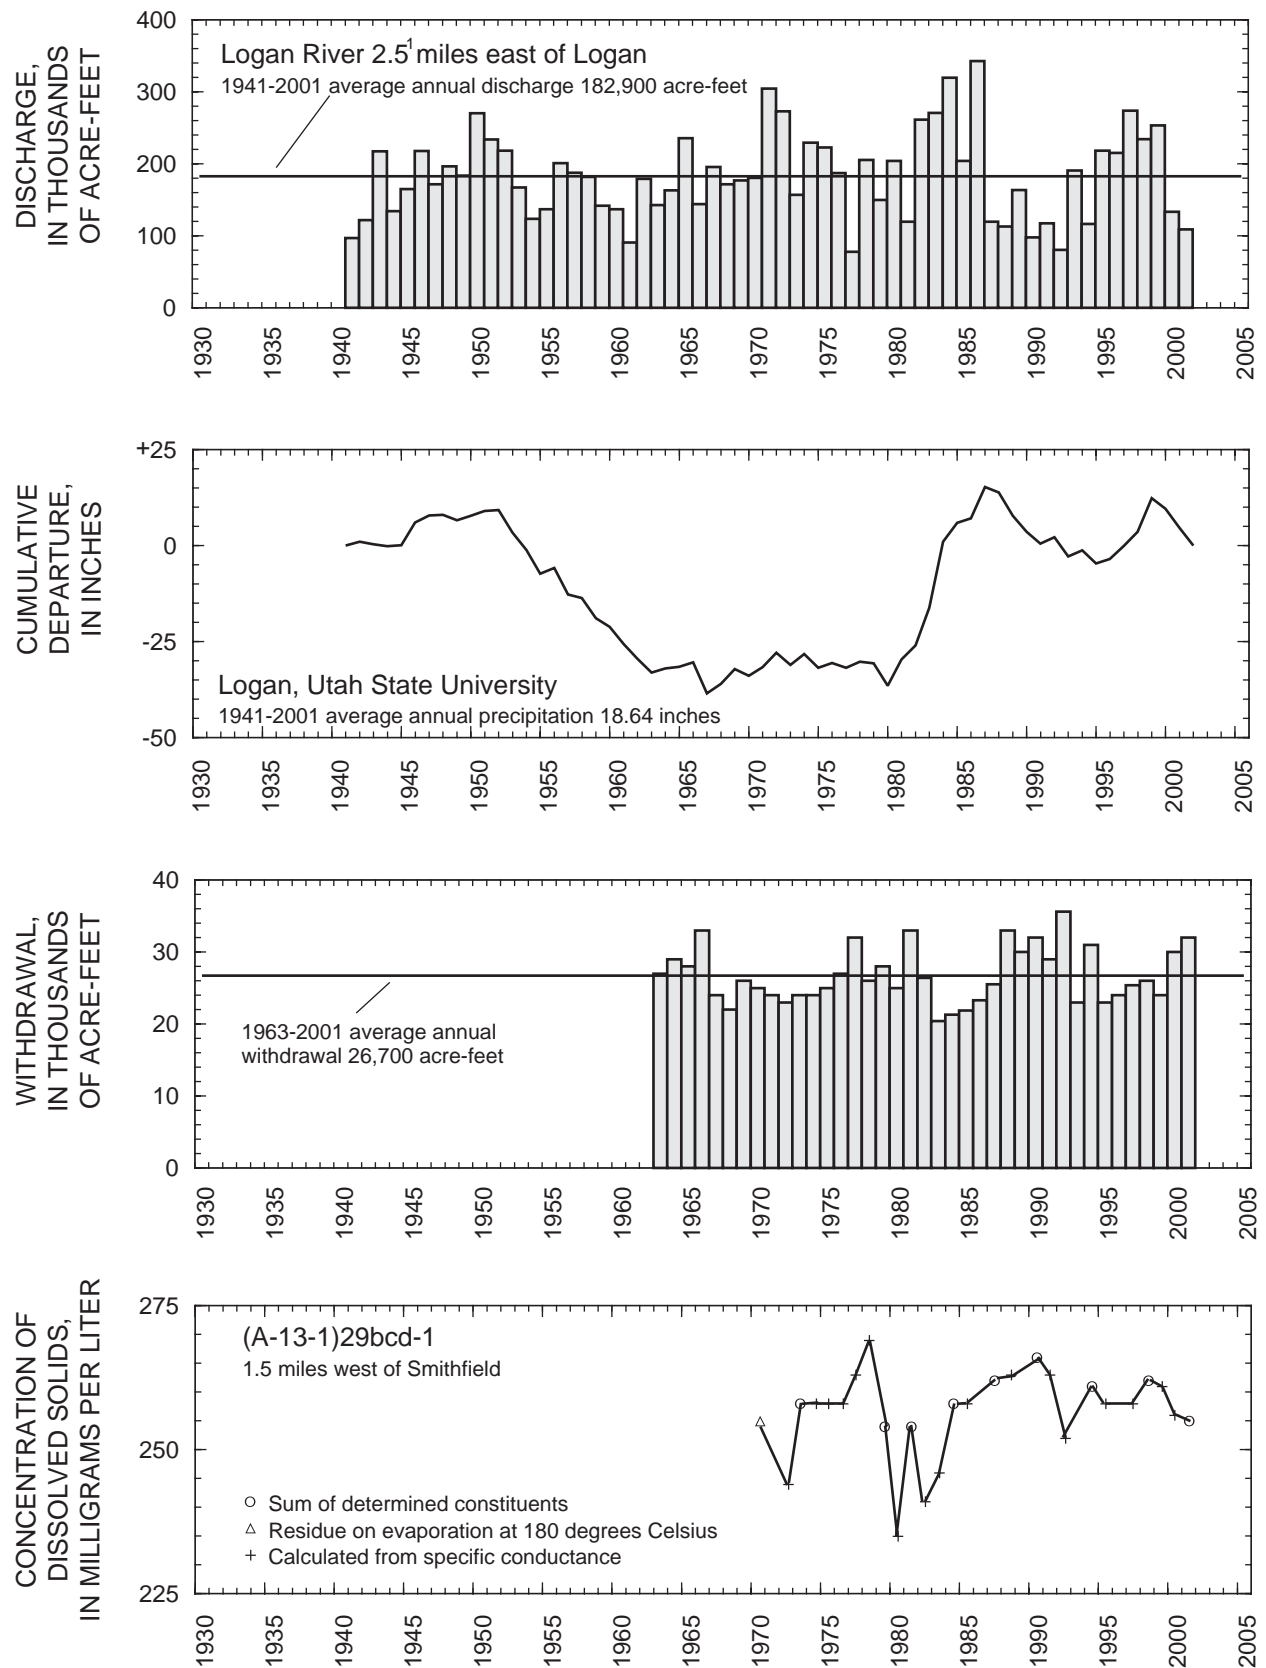 DISCHARGE,
IN THOUSANDS
OF ACRE-FEET
400
300
200
100
0
Logan River 2.5 miles east of Logan
1
1941-2001 average annual discharge 182,900 acre-feet
1930 1935 1940 1945 1950 1955 1960 1965 1970 1975 1980 1985 1990 1995 2000 2005
CUMULATIVE
DEPARTURE,
IN INCHES
+25
0
-25
-50
Logan, Utah State University
1941-2001 average annual precipitation 18.64 inches
1930 1935 1940 1945 1950 1955 1960 1965 1970 1975 1980 1985 1990 1995 2000 2005
WITHDRAWAL,
IN THOUSANDS
OF ACRE-FEET
40
30
20
10
0
1963-2001 average annual
withdrawal 26,700 acre-feet
1930 1935 1940 1945 1950 1955 1960 1965 1970 1975 1980 1985 1990 1995 2000 2005
CONCENTRATION OF
DISSOLVED SOLIDS,
IN MILLIGRAMS PER LITER
275
250
225
(A-13-1)29bcd-1
1.5 miles west of Smithfield
Sum of determined constituents
Residue on evaporation at 180 degrees Celsius
Calculated from specific conductance
1930 1935 1940 1945 1950 1955 1960 1965 1970 1975 1980 1985 1990 1995 2000 2005